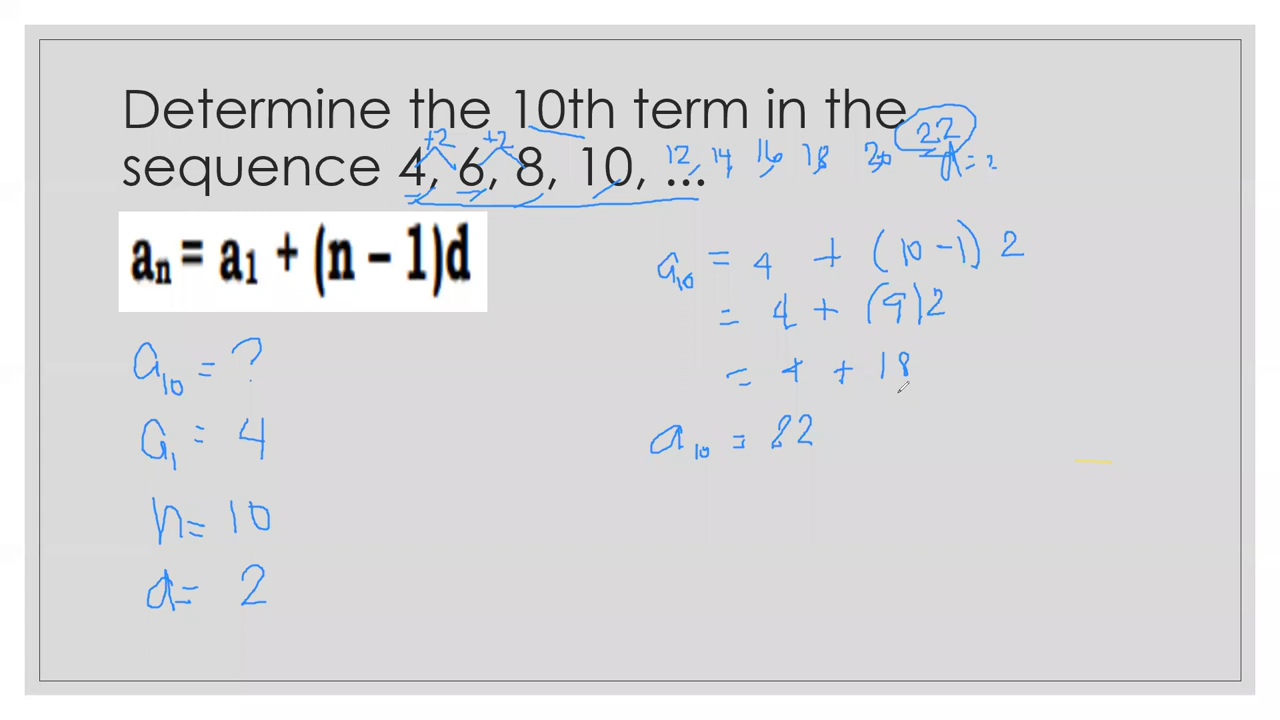 Determine the 10th term in the
+2 +2 22
sequence 4, 6, 8, 10, ... 12, 14, 16, 18, 20 d = 2
an = a1 + (n – 1)d
a10 = 4 + (10 - 1) 2
= 4 + (9) 2
a10 = ?
= 4 + 18
a1 = 4
a10 = 22
n = 10
d = 2